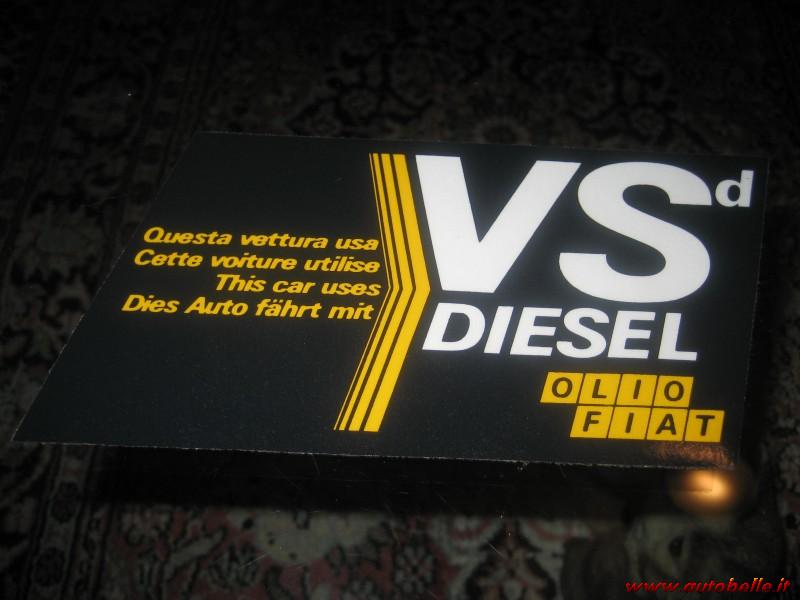 Questa vettura usa
Cette voiture utilise
This car uses
Dies Auto fährt mit
VSd
DIESEL
OLIO
FIAT
www.autobelle.it